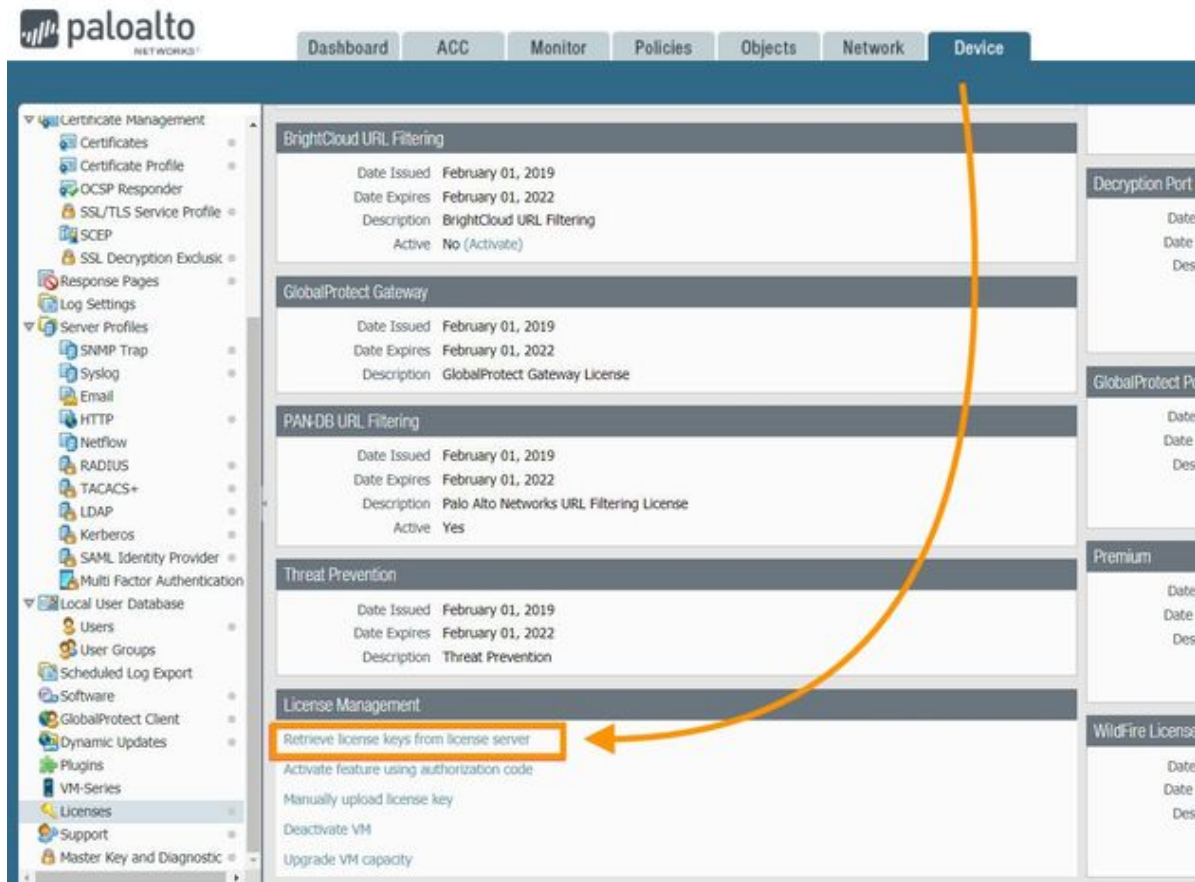 paloalto
NETWORKS
Dashboard
ACC
Monitor
Policies
Objects
Network
Device
Certificate Management
Certificates
Certificate Profile
OCSP Responder
SSL/TLS Service Profile
SCEP
SSL Decryption Exclusic
Response Pages
Log Settings
Server Profiles
SNMP Trap
Syslog
Email
HTTP
Netflow
RADIUS
TACACS+
LDAP
Kerberos
SAML Identity Provider
Multi Factor Authentication
Local User Database
Users
User Groups
Scheduled Log Export
Software
GlobalProtect Client
Dynamic Updates
Plugins
VM-Series
Licenses
Support
Master Key and Diagnostic
BrightCloud URL Filtering
Date Issued February 01, 2019
Date Expires February 01, 2022
Description BrightCloud URL Filtering
Active No (Activate)
GlobalProtect Gateway
Date Issued February 01, 2019
Date Expires February 01, 2022
Description GlobalProtect Gateway License
PAN-DB URL Filtering
Date Issued February 01, 2019
Date Expires February 01, 2022
Description Palo Alto Networks URL Filtering License
Active Yes
Threat Prevention
Date Issued February 01, 2019
Date Expires February 01, 2022
Description Threat Prevention
License Management
Retrieve license keys from license server
Activate feature using authorization code
Manually upload license key
Deactivate VM
Upgrade VM capacity
Decryption Port
Date
Date
Des
GlobalProtect Po
Date
Date
Des
Premium
Date
Date
Des
WildFire License
Date
Date
Des